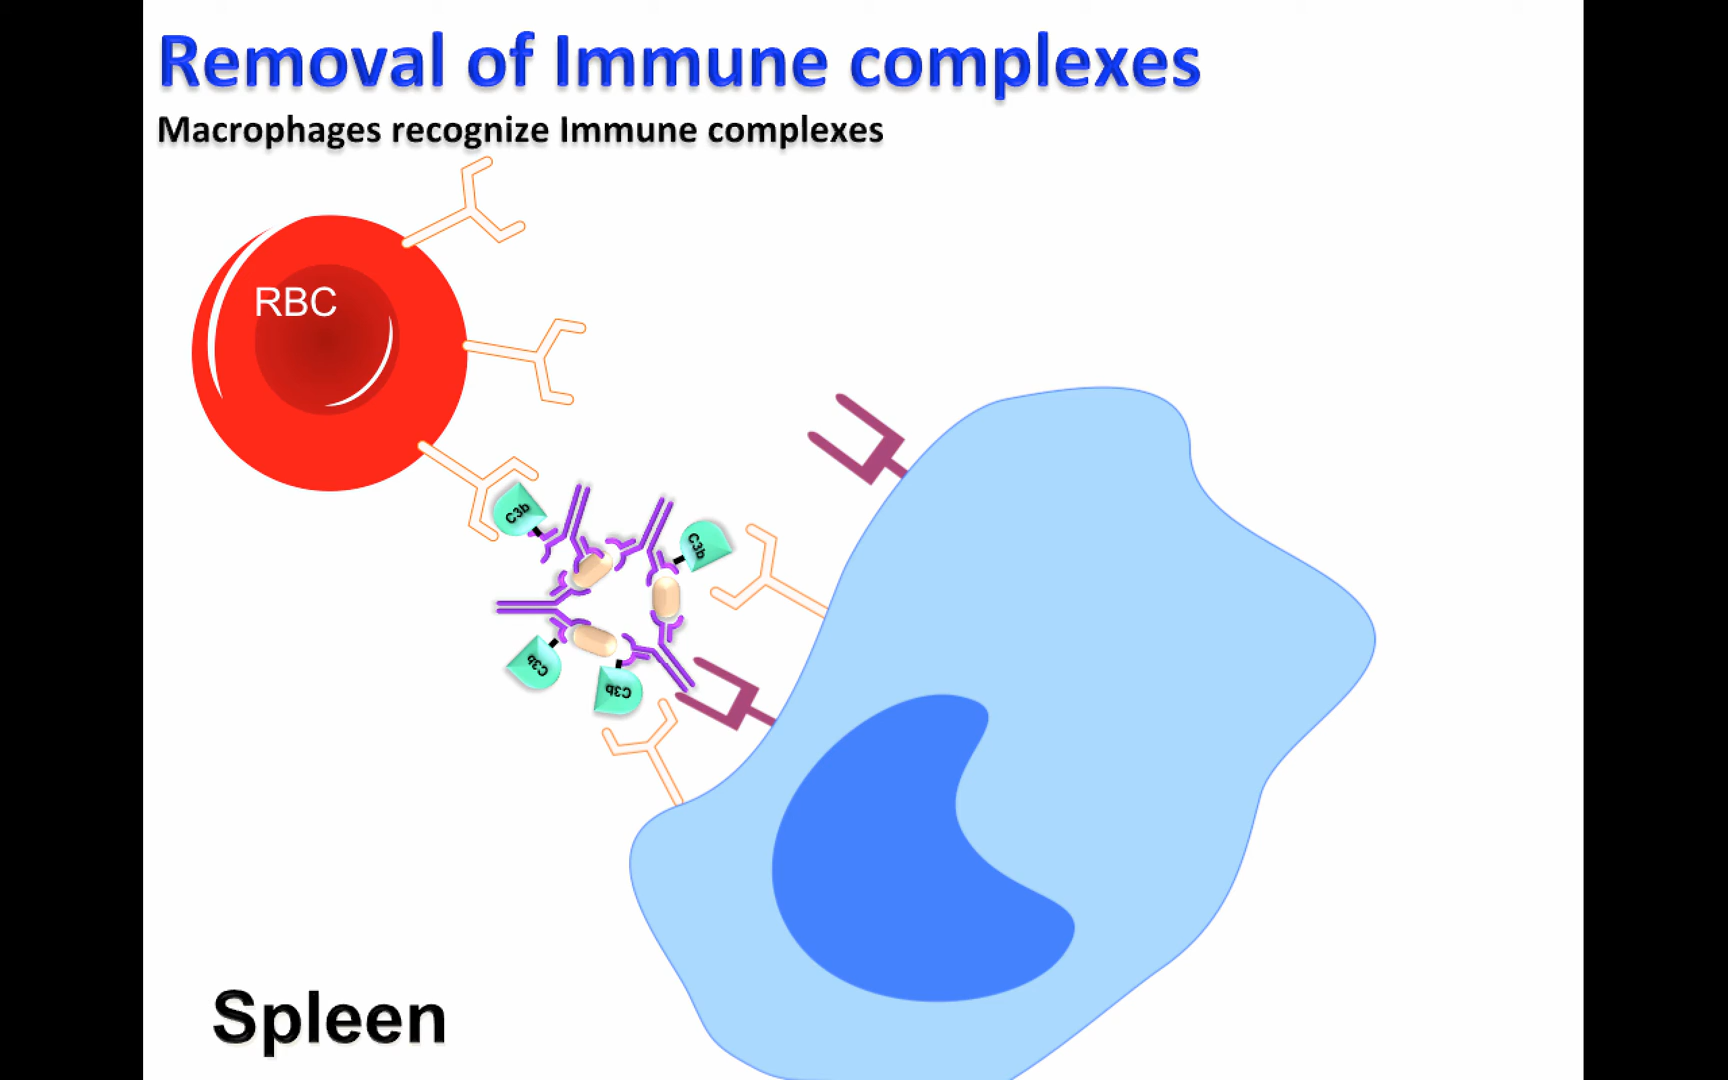 Removal of Immune complexes
Macrophages recognize Immune complexes
RBC
C3b
C3b
C3b
C3b
Spleen